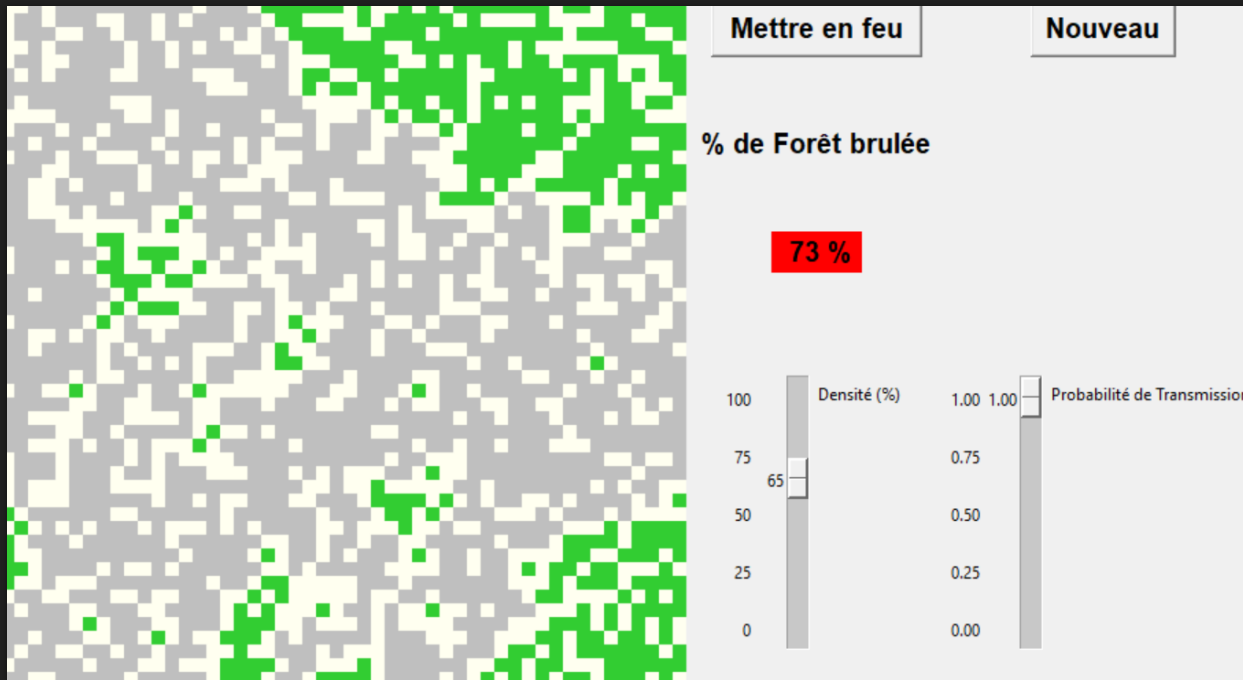 Mettre en feu
Nouveau
% de Forêt brulée
73 %
100
75
65
50
25
0
Densité (%)
1.00 1.00
0.75
0.50
0.25
0.00
Probabilité de Transmission